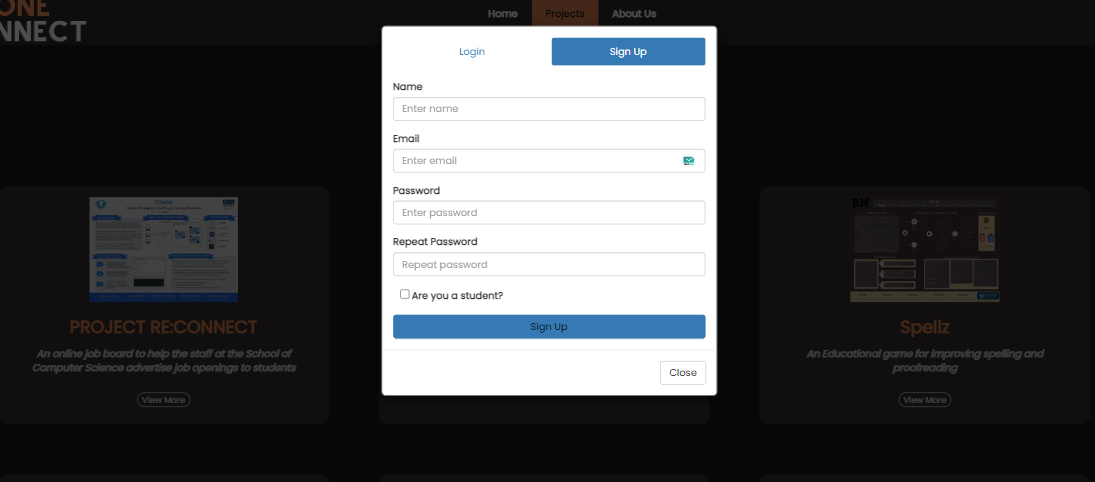 ONE
NNECT
Home
Projects
About Us
Login
Sign Up
Name
Enter name
Email
Enter email
Password
Enter password
Repeat Password
Repeat password
Are you a student?
Sign Up
Close
PROJECT RE:CONNECT
An online job board to help the staff at the School of
Computer Science advertise job openings to students
View More
Spellz
An Educational game for improving spelling and
proofreading
View More